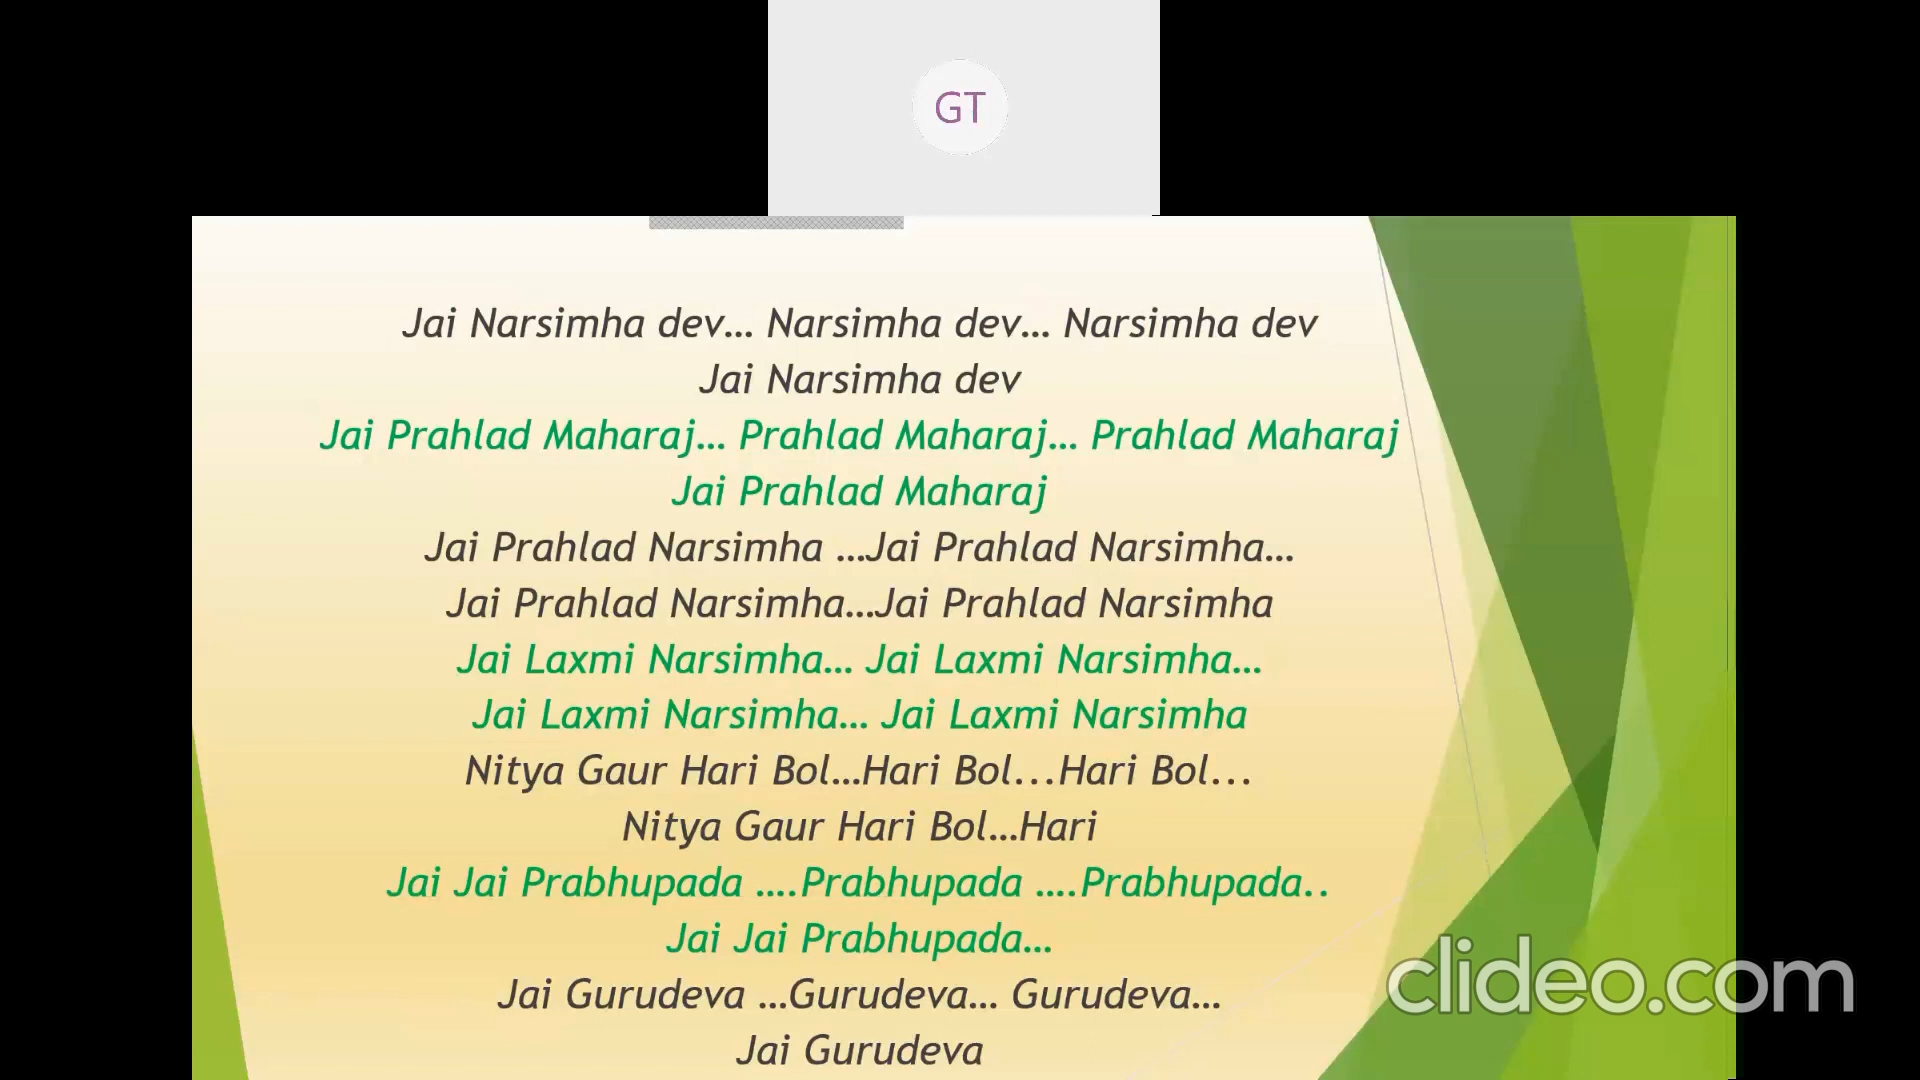 GT
Jai Narsimha dev… Narsimha dev… Narsimha dev
Jai Narsimha dev
Jai Prahlad Maharaj… Prahlad Maharaj… Prahlad Maharaj
Jai Prahlad Maharaj
Jai Prahlad Narsimha …Jai Prahlad Narsimha…
Jai Prahlad Narsimha…Jai Prahlad Narsimha
Jai Laxmi Narsimha… Jai Laxmi Narsimha…
Jai Laxmi Narsimha… Jai Laxmi Narsimha
Nitya Gaur Hari Bol…Hari Bol...Hari Bol...
Nitya Gaur Hari Bol…Hari
Jai Jai Prabhupada ….Prabhupada ….Prabhupada..
Jai Jai Prabhupada…
Jai Gurudeva …Gurudeva… Gurudeva…
Jai Gurudeva
clideo.com